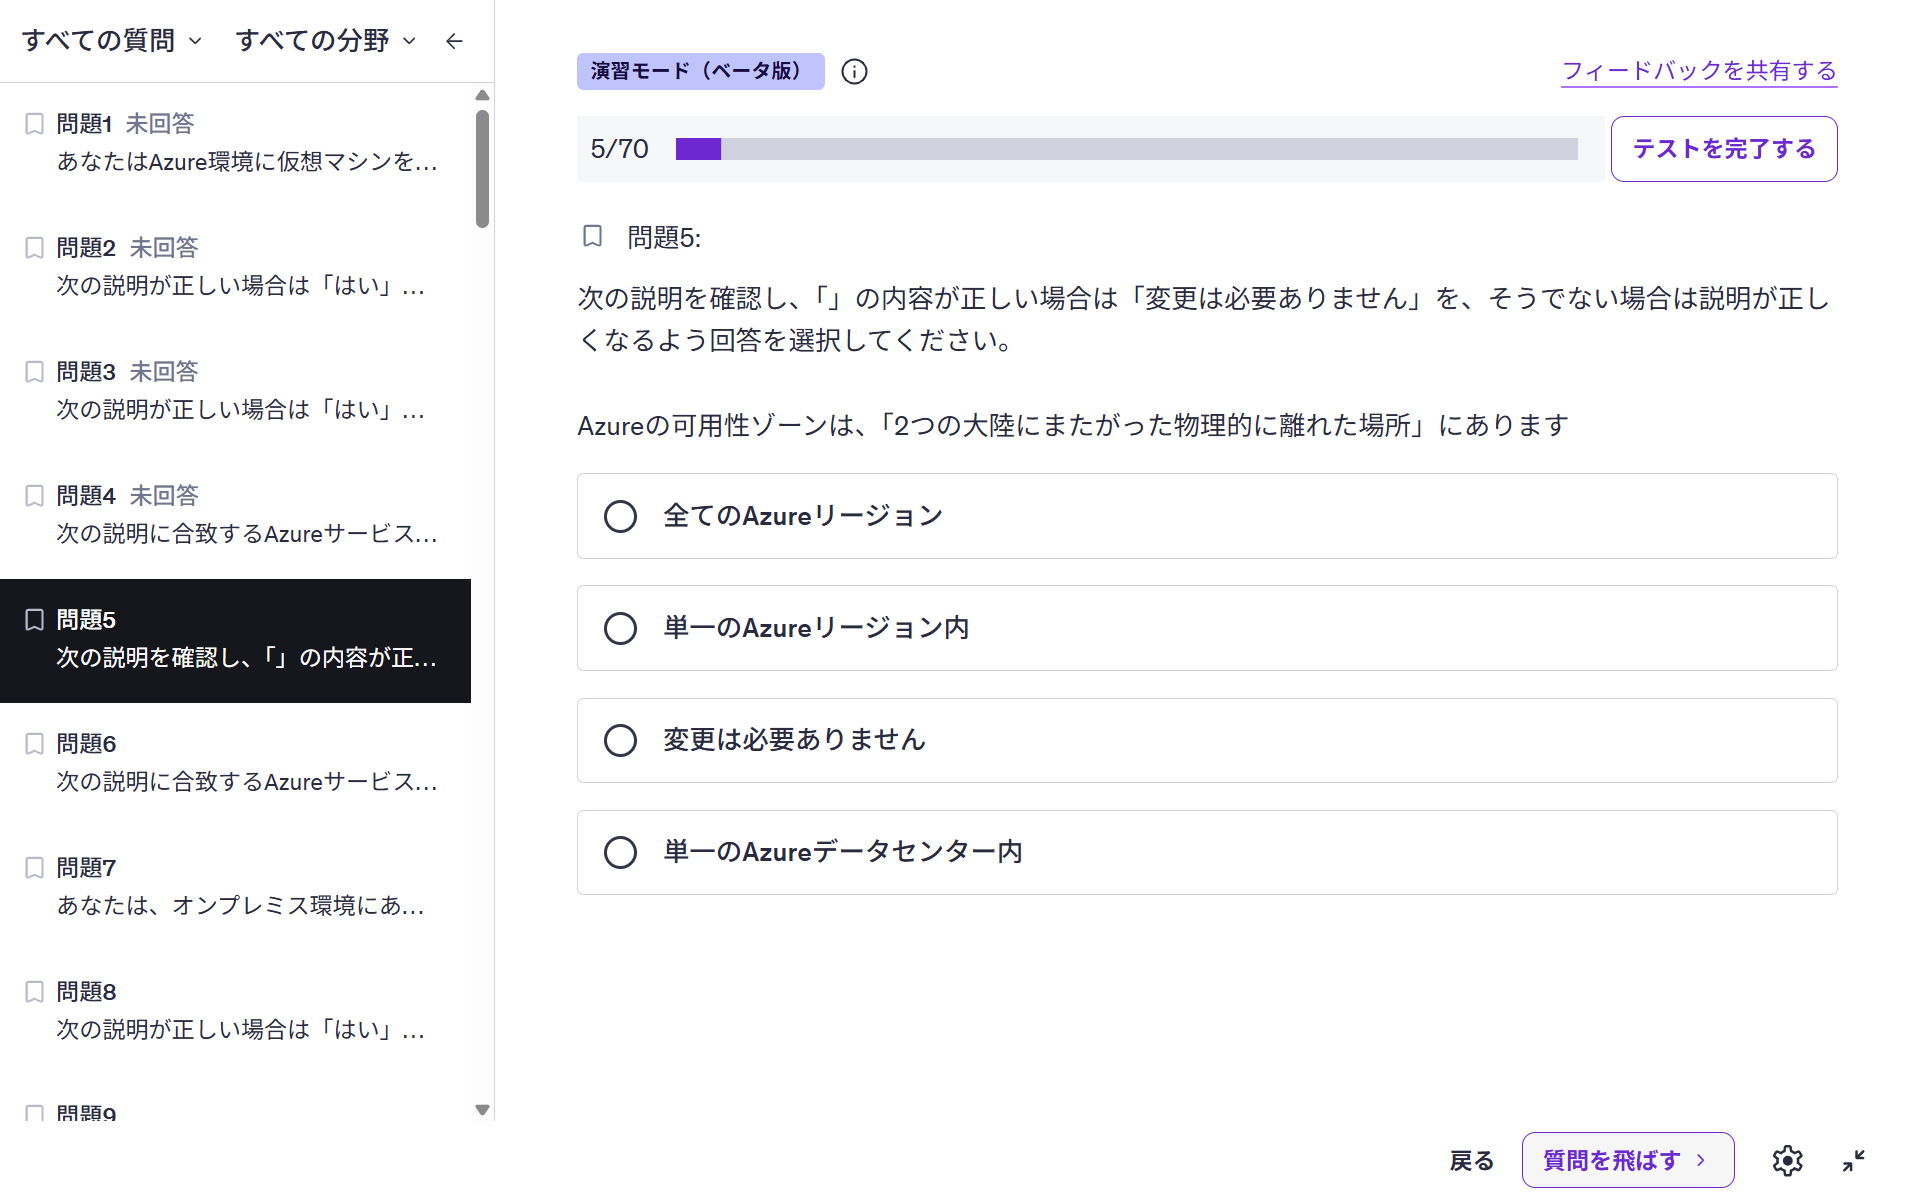 すべての質問
すべての分野
問題1 未回答
あなたはAzure環境に仮想マシンを…
問題2 未回答
次の説明が正しい場合は「はい」…
問題3 未回答
次の説明が正しい場合は「はい」…
問題4 未回答
次の説明に合致するAzureサービス…
問題5
次の説明を確認し、「」の内容が正…
問題6
次の説明に合致するAzureサービス…
問題7
あなたは、オンプレミス環境にあ…
問題8
次の説明が正しい場合は「はい」…
問題9
演習モード（ベータ版）
フィードバックを共有する
5/70
テストを完了する
問題5:
次の説明を確認し、「」の内容が正しい場合は「変更は必要ありません」を、そうでない場合は説明が正し
くなるよう回答を選択してください。
Azureの可用性ゾーンは、「2つの大陸にまたがった物理的に離れた場所」にあります
全てのAzureリージョン
単一のAzureリージョン内
変更は必要ありません
単一のAzureデータセンター内
戻る
質問を飛ばす